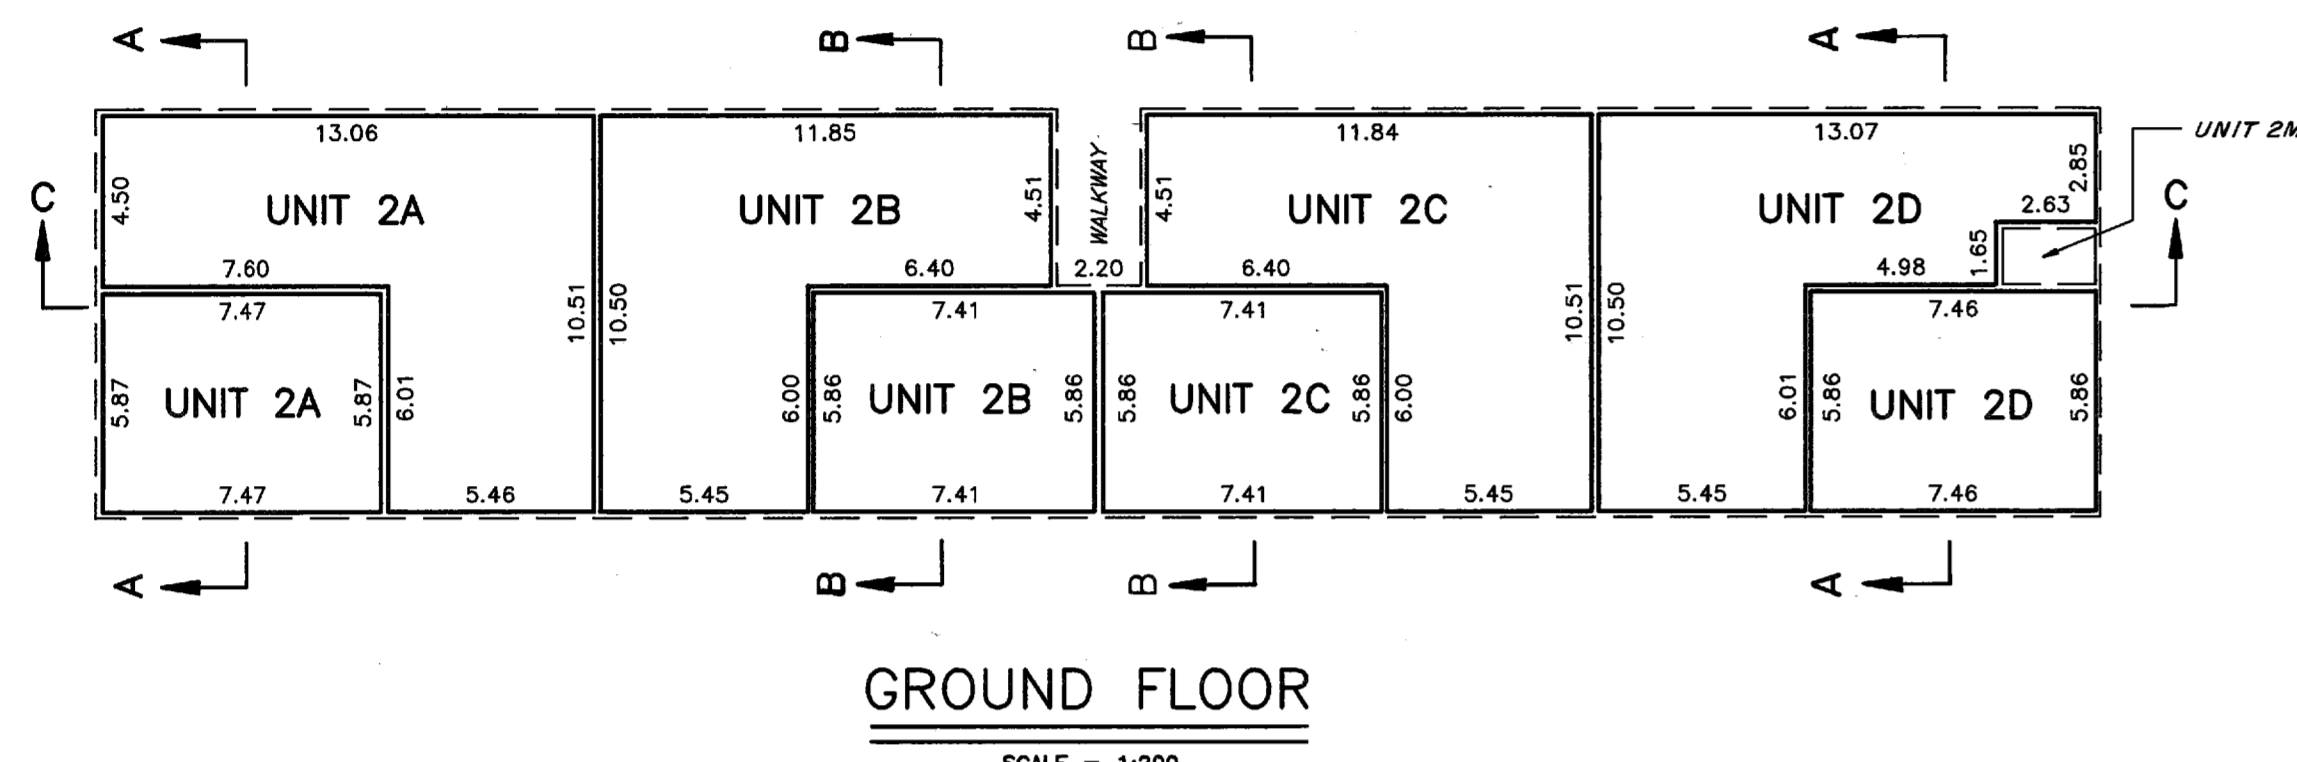 A B B A
13.06 11.85 11.84 13.07 UNIT 2M
C 4.50 UNIT 2A UNIT 2B 4.51 WALKWAY 4.51 UNIT 2C UNIT 2D 2.85 C
2.63
7.60 6.40 2.20 6.40 4.98 1.65
7.47 10.51 10.50 7.41 7.41 10.51 10.50 7.46
5.87 UNIT 2A 5.87 6.01 6.00 5.86 UNIT 2B 5.86 5.86 UNIT 2C 5.86 6.00 6.01 5.86 UNIT 2D 5.86
7.47 5.46 5.45 7.41 7.41 5.45 5.45 7.46
A B B A
GROUND FLOOR
SCALE – 1:200